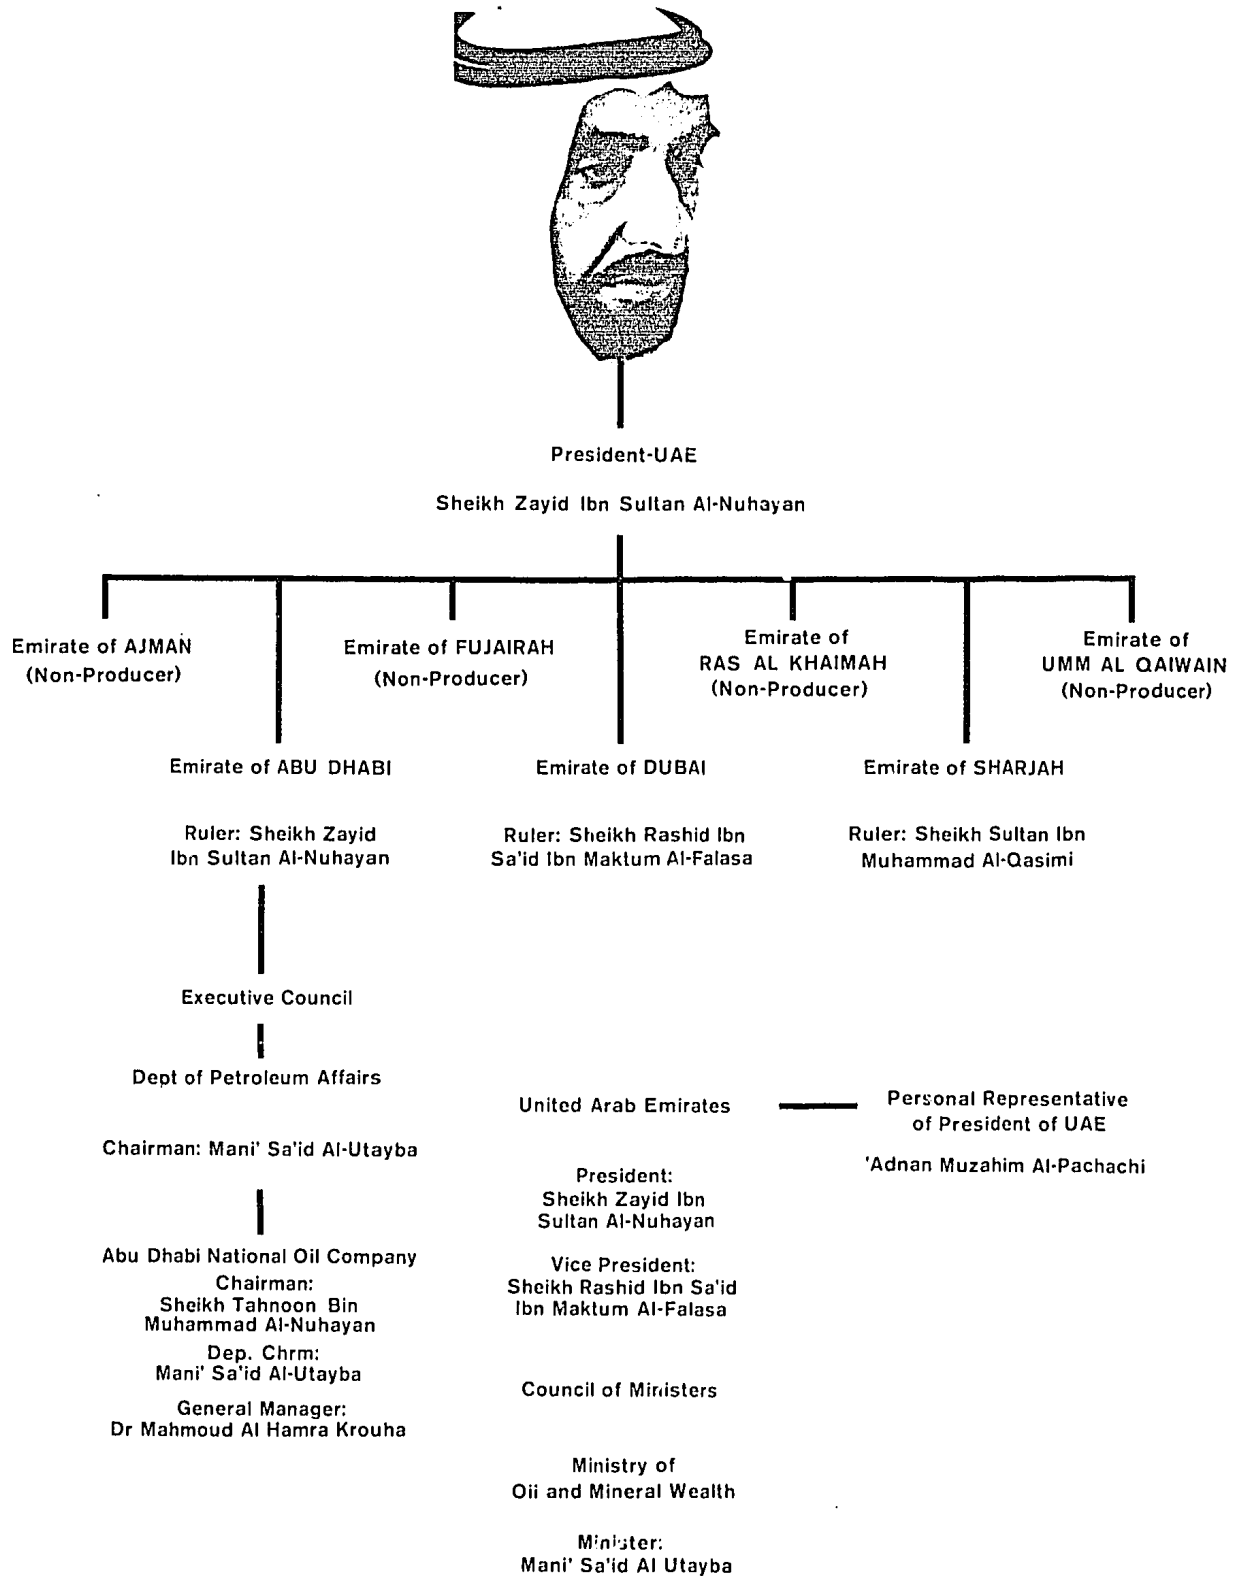 President-UAE
Sheikh Zayid Ibn Sultan Al-Nuhayan
Emirate of AJMAN
(Non-Producer)
Emirate of FUJAIRAH
(Non-Producer)
Emirate of
RAS AL KHAIMAH
(Non-Producer)
Emirate of
UMM AL QAIWAIN
(Non-Producer)
Emirate of ABU DHABI
Ruler: Sheikh Zayid
Ibn Sultan Al-Nuhayan
Emirate of DUBAI
Ruler: Sheikh Rashid Ibn
Sa'id Ibn Maktum Al-Falasa
Emirate of SHARJAH
Ruler: Sheikh Sultan Ibn
Muhammad Al-Qasimi
Executive Council
Dept of Petroleum Affairs
Chairman: Mani' Sa'id Al-Utayba
Abu Dhabi National Oil Company
Chairman:
Sheikh Tahnoon Bin
Muhammad Al-Nuhayan
Dep. Chrm:
Mani' Sa'id Al-Utayba
General Manager:
Dr Mahmoud Al Hamra Krouha
United Arab Emirates
President:
Sheikh Zayid Ibn
Sultan Al-Nuhayan
Vice President:
Sheikh Rashid Ibn Sa'id
Ibn Maktum Al-Falasa
Council of Ministers
Ministry of
Oil and Mineral Wealth
Minister:
Mani' Sa'id Al Utayba
Personal Representative
of President of UAE
'Adnan Muzahim Al-Pachachi